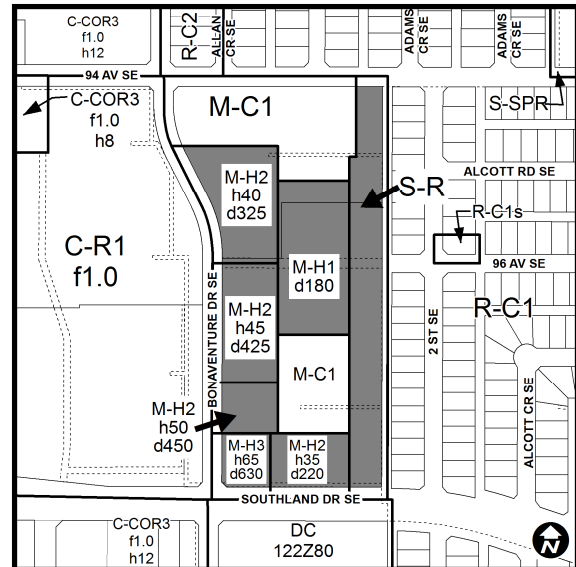 C-COR3
f1.0
h12
R-C2
ALLAN
CR SE
ADAMS
CR SE
ADAMS
CR SE
94 AV SE
C-COR3
f1.0
h8
M-C1
S-SPR
M-H2
h40
d325
ALCOTT RD SE
S-R
R-C1s
C-R1
f1.0
M-H1
d180
96 AV SE
BONAVENTURE DR SE
M-H2
h45
d425
2 ST SE
R-C1
M-C1
M-H2
h50
d450
ALCOTT CR SE
M-H3
h65
d630
M-H2
h35
d220
SOUTHLAND DR SE
C-COR3
f1.0
h12
DC
122Z80
N